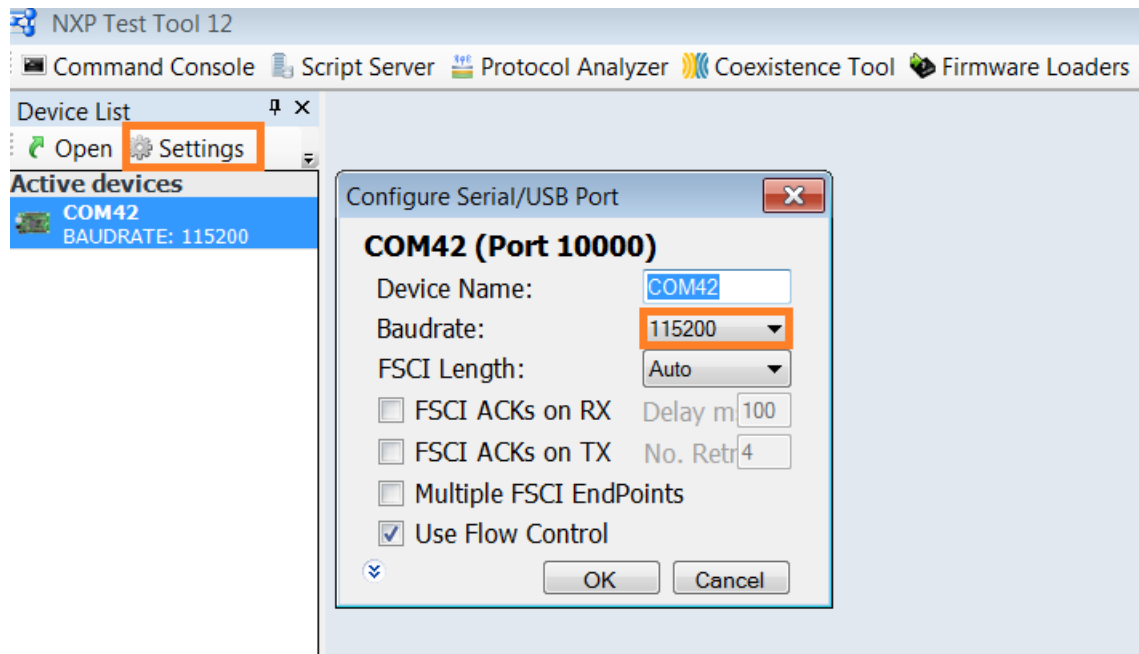 NXP Test Tool 12
Command Console Script Server Protocol Analyzer Coexistence Tool Firmware Loaders
Device List
Open Settings
Active devices
COM42
BAUDRATE: 115200
Configure Serial/USB Port
COM42 (Port 10000)
Device Name: COM42
Baudrate: 115200
FSCI Length: Auto
FSCI ACKs on RX Delay m 100
FSCI ACKs on TX No. Retr 4
Multiple FSCI EndPoints
Use Flow Control
OK Cancel